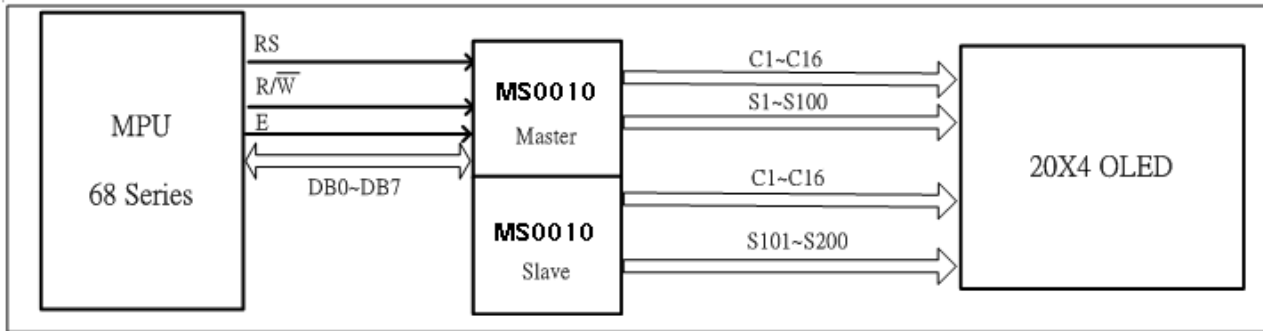 MPU
68 Series
RS
R/W̅
E
DB0~DB7
MS0010
Master
MS0010
Slave
C1~C16
S1~S100
C1~C16
S101~S200
20X4 OLED